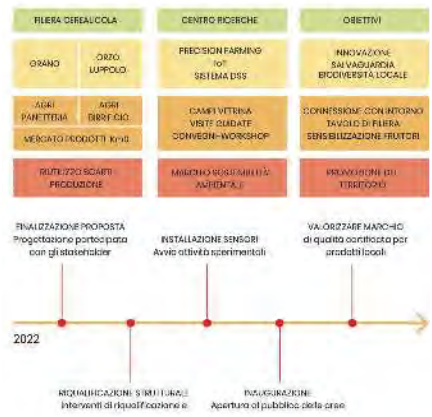 FILIERA CEREALICOLA
GRANO
ORZO
LUPPOLO
AGRI
PANETTERIA
AGRI
BIRRIFICIO
MERCATO PRODOTTI Km0
RIUTILIZZO SCARTI
PRODUZIONE
CENTRO RICERCHE
PRECISION FARMING
IoT
SISTEMA DSS
CAMPI VETRINA
VISITE GUIDATE
CONVEGNI-WORKSHOP
MARCHIO SOSTENIBILITÀ
AMBIENTALE
OBIETTIVI
INNOVAZIONE
SALVAGUARDIA
BIODIVERSITÀ LOCALE
CONNESSIONE CON INTORNO
TAVOLO DI FILIERA
SENSIBILIZZAZIONE FRUITORI
PROMOZIONE DEL
TERRITORIO
FINALIZZAZIONE PROPOSTA
Progettazione partecipata
con gli stakeholder
INSTALLAZIONE SENSORI
Avvio attività sperimentali
VALORIZZARE MARCHIO
di qualità certificata per
prodotti locali
2022
RIQUALIFICAZIONE STRUTTURALE
Interventi di riqualificazione e
INAUGURAZIONE
Apertura al pubblico delle aree